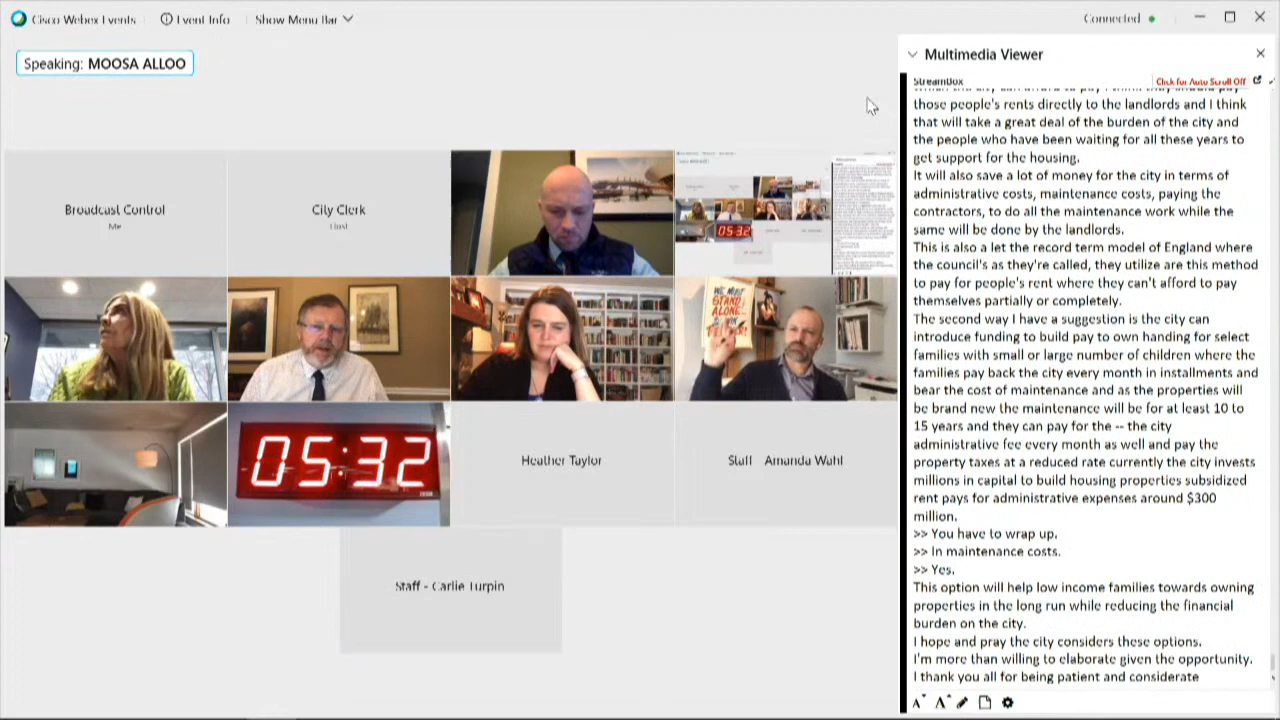 Cisco Webex Events
Event Info
Show Menu Bar
Connected
Speaking: MOOSA ALLOO
Broadcast Control
Me
City Clerk
Host
WE MUST
STAND
ALONE...
05:32
Heather Taylor
Staff Amanda Wahl
Staff - Carlie Turpin
Multimedia Viewer
StreamBox
Click for Auto Scroll Off
those people's rents directly to the landlords and I think
that will take a great deal of the burden of the city and
the people who have been waiting for all these years to
get support for the housing.
It will also save a lot of money for the city in terms of
administrative costs, maintenance costs, paying the
contractors, to do all the maintenance work while the
same will be done by the landlords.
This is also a let the record term model of England where
the council's as they're called, they utilize are this method
to pay for people's rent where they can't afford to pay
themselves partially or completely.
The second way I have a suggestion is the city can
introduce funding to build pay to own handing for select
families with small or large number of children where the
families pay back the city every month in installments and
bear the cost of maintenance and as the properties will
be brand new the maintenance will be for at least 10 to
15 years and they can pay for the -- the city
administrative fee every month as well and pay the
property taxes at a reduced rate currently the city invests
millions in capital to build housing properties subsidized
rent pays for administrative expenses around $300
million.
>> You have to wrap up.
>> In maintenance costs.
>> Yes.
This option will help low income families towards owning
properties in the long run while reducing the financial
burden on the city.
I hope and pray the city considers these options.
I'm more than willing to elaborate given the opportunity.
I thank you all for being patient and considerate